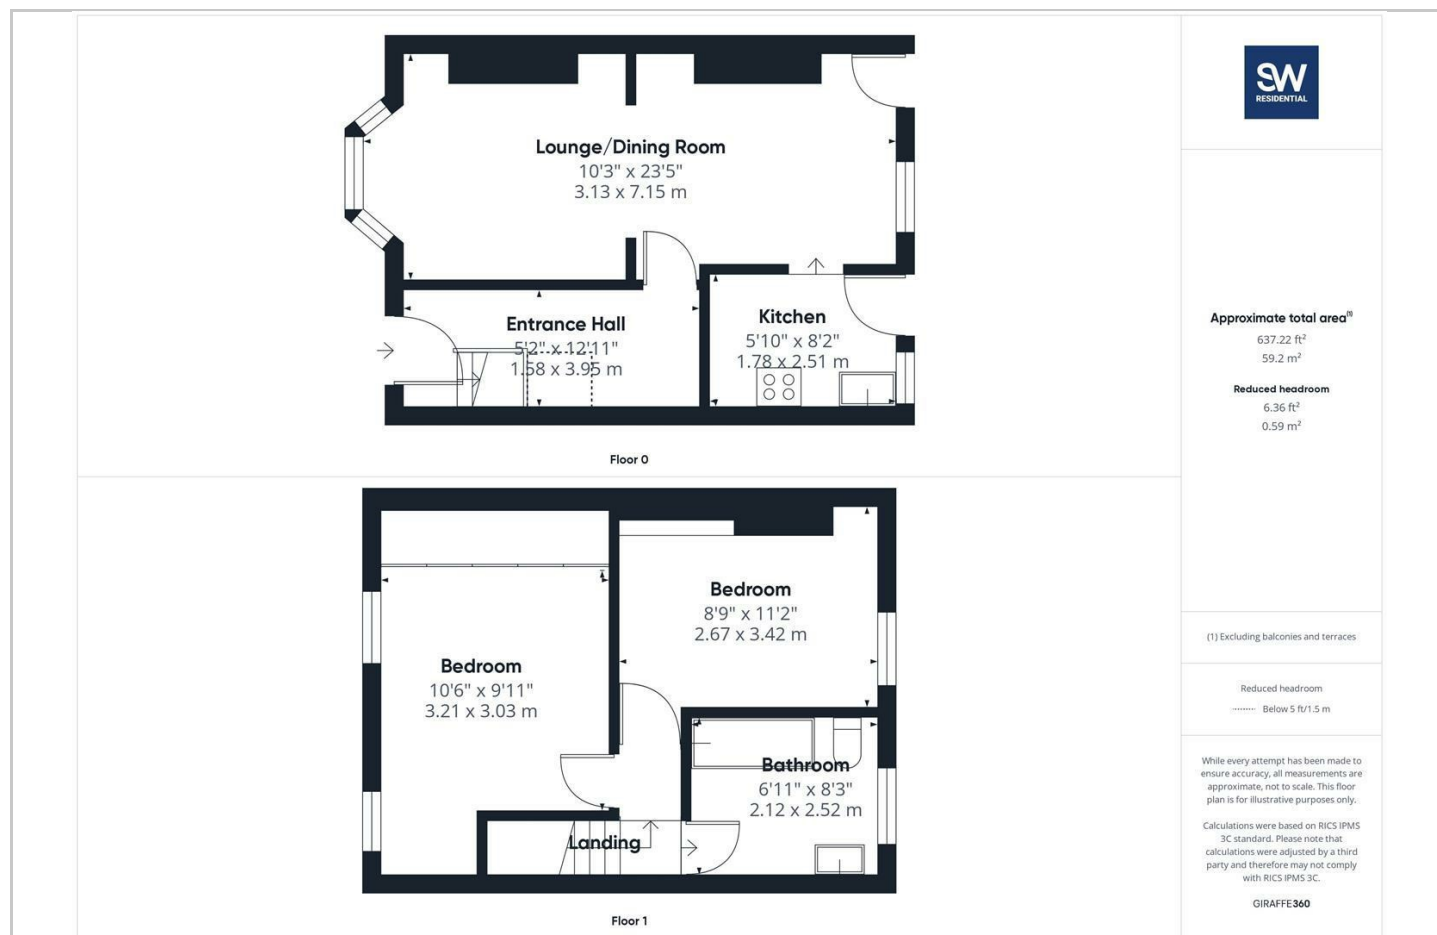 Lounge/Dining Room
10'3" x 23'5"
3.13 x 7.15 m
Entrance Hall
5'2" x 12'11"
1.58 x 3.95 m
Kitchen
5'10" x 8'2"
1.78 x 2.51 m
Floor 0
Bedroom
8'9" x 11'2"
2.67 x 3.42 m
Bedroom
10'6" x 9'11"
3.21 x 3.03 m
Bathroom
6'11" x 8'3"
2.12 x 2.52 m
Landing
Floor 1
SW
RESIDENTIAL
Approximate total area⁽¹⁾
637.22 ft²
59.2 m²
Reduced headroom
6.36 ft²
0.59 m²
(1) Excluding balconies and terraces
Reduced headroom
Below 5 ft/1.5 m
While every attempt has been made to
ensure accuracy, all measurements are
approximate, not to scale. This floor
plan is for illustrative purposes only.
Calculations were based on RICS IPMS
3C standard. Please note that
calculations were adjusted by a third
party and therefore may not comply
with RICS IPMS 3C.
GIRAFFE360